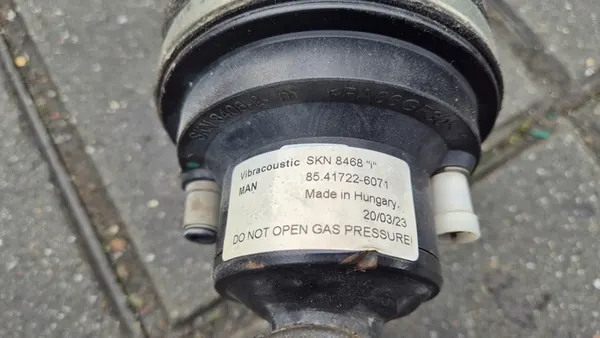 Vibracoustic SKN 8468 "i"
MAN 85.41722-6071
Made in Hungary.
20/03/23
DO NOT OPEN GAS PRESSURE!